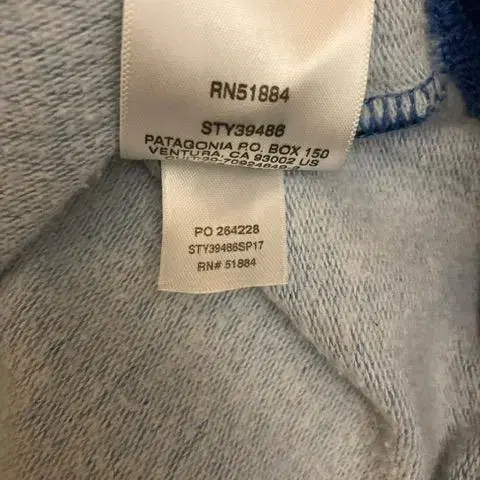 RN51884
STY39486
PATAGONIA P.O. BOX 150
VENTURA, CA 93002 US
PO 264228
STY39486SP17
RN# 51884